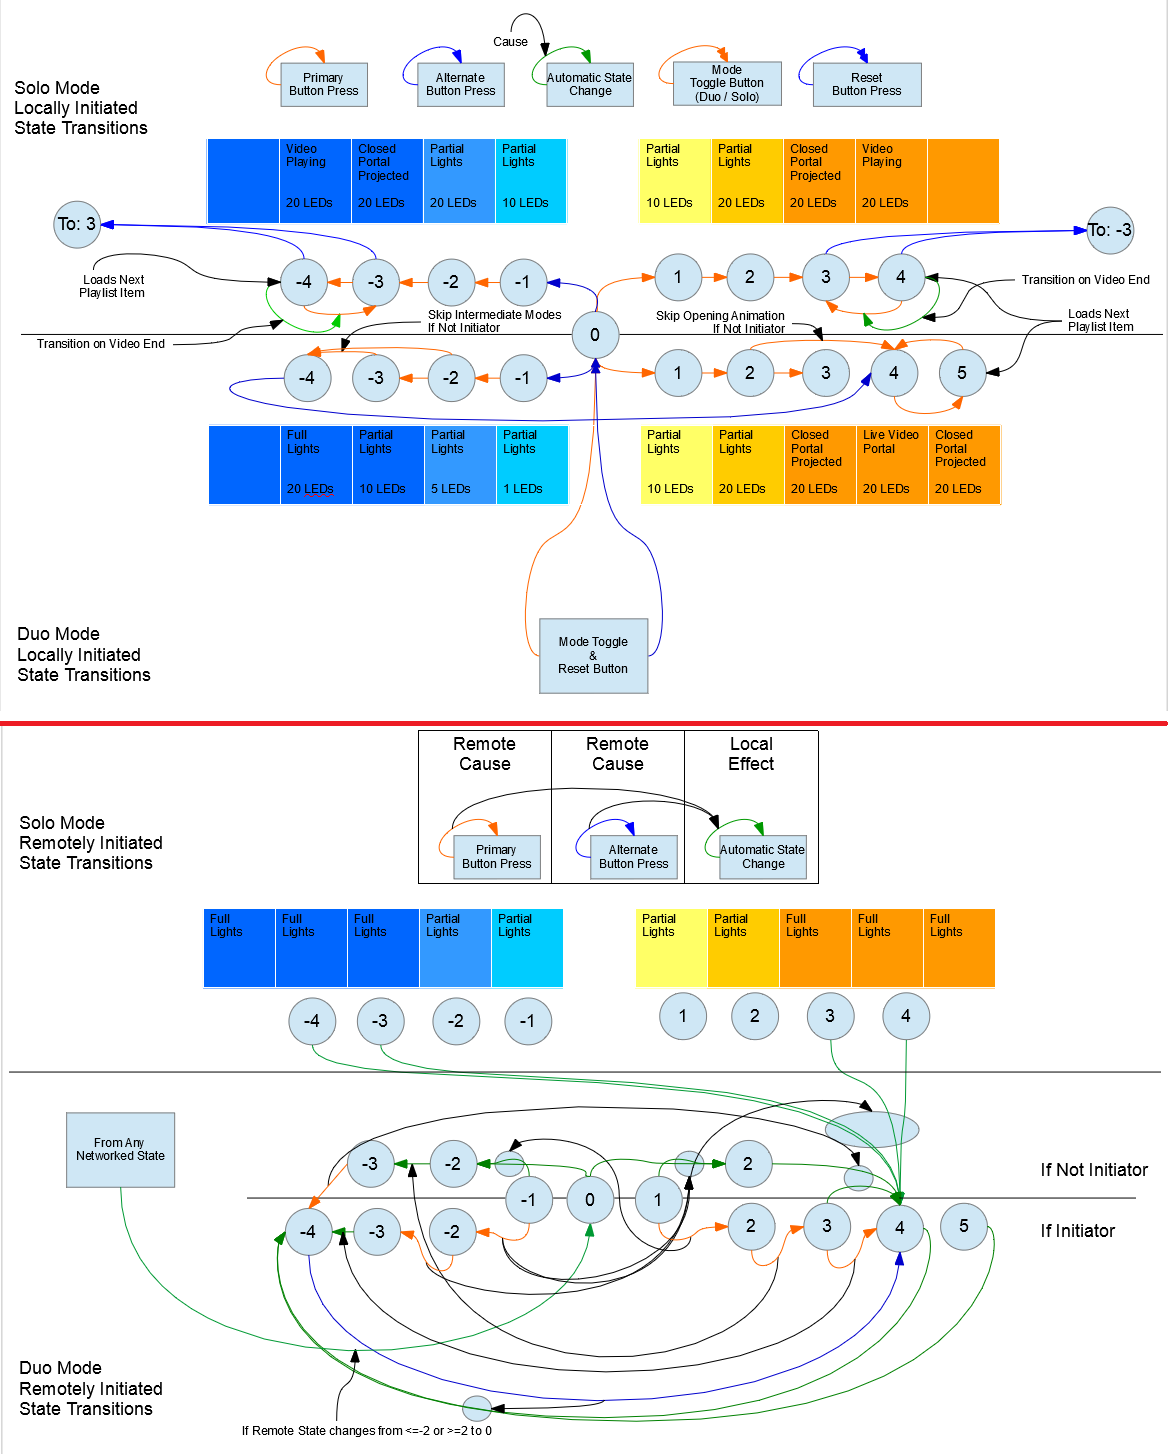 Cause
Primary
Button Press
Alternate
Button Press
Automatic State
Change
Mode
Toggle Button
(Duo / Solo)
Reset
Button Press
Solo Mode
Locally Initiated
State Transitions
Video
Playing
20 LEDs
Closed
Portal
Projected
20 LEDs
Partial
Lights
20 LEDs
Partial
Lights
10 LEDs
Partial
Lights
10 LEDs
Partial
Lights
20 LEDs
Closed
Portal
Projected
20 LEDs
Video
Playing
20 LEDs
To: 3
To: -3
Loads Next
Playlist Item
-4
-3
-2
-1
1
2
3
4
Transition on Video End
Skip Intermediate Modes
If Not Initiator
Skip Opening Animation
If Not Initiator
Loads Next
Playlist Item
Transition on Video End
0
-4
-3
-2
-1
1
2
3
4
5
Full
Lights
20 LEDs
Partial
Lights
10 LEDs
Partial
Lights
5 LEDs
Partial
Lights
1 LEDs
Partial
Lights
10 LEDs
Partial
Lights
20 LEDs
Closed
Portal
Projected
20 LEDs
Live Video
Portal
20 LEDs
Closed
Portal
Projected
20 LEDs
Duo Mode
Locally Initiated
State Transitions
Mode Toggle
&
Reset Button
Remote
Cause
Remote
Cause
Local
Effect
Primary
Button Press
Alternate
Button Press
Automatic State
Change
Solo Mode
Remotely Initiated
State Transitions
Full
Lights
Full
Lights
Full
Lights
Partial
Lights
Partial
Lights
Partial
Lights
Partial
Lights
Full
Lights
Full
Lights
Full
Lights
-4
-3
-2
-1
1
2
3
4
From Any
Networked State
-3
-2
2
If Not Initiator
-1
0
1
-4
-3
-2
2
3
4
5
If Initiator
Duo Mode
Remotely Initiated
State Transitions
If Remote State changes from <=-2 or >=2 to 0